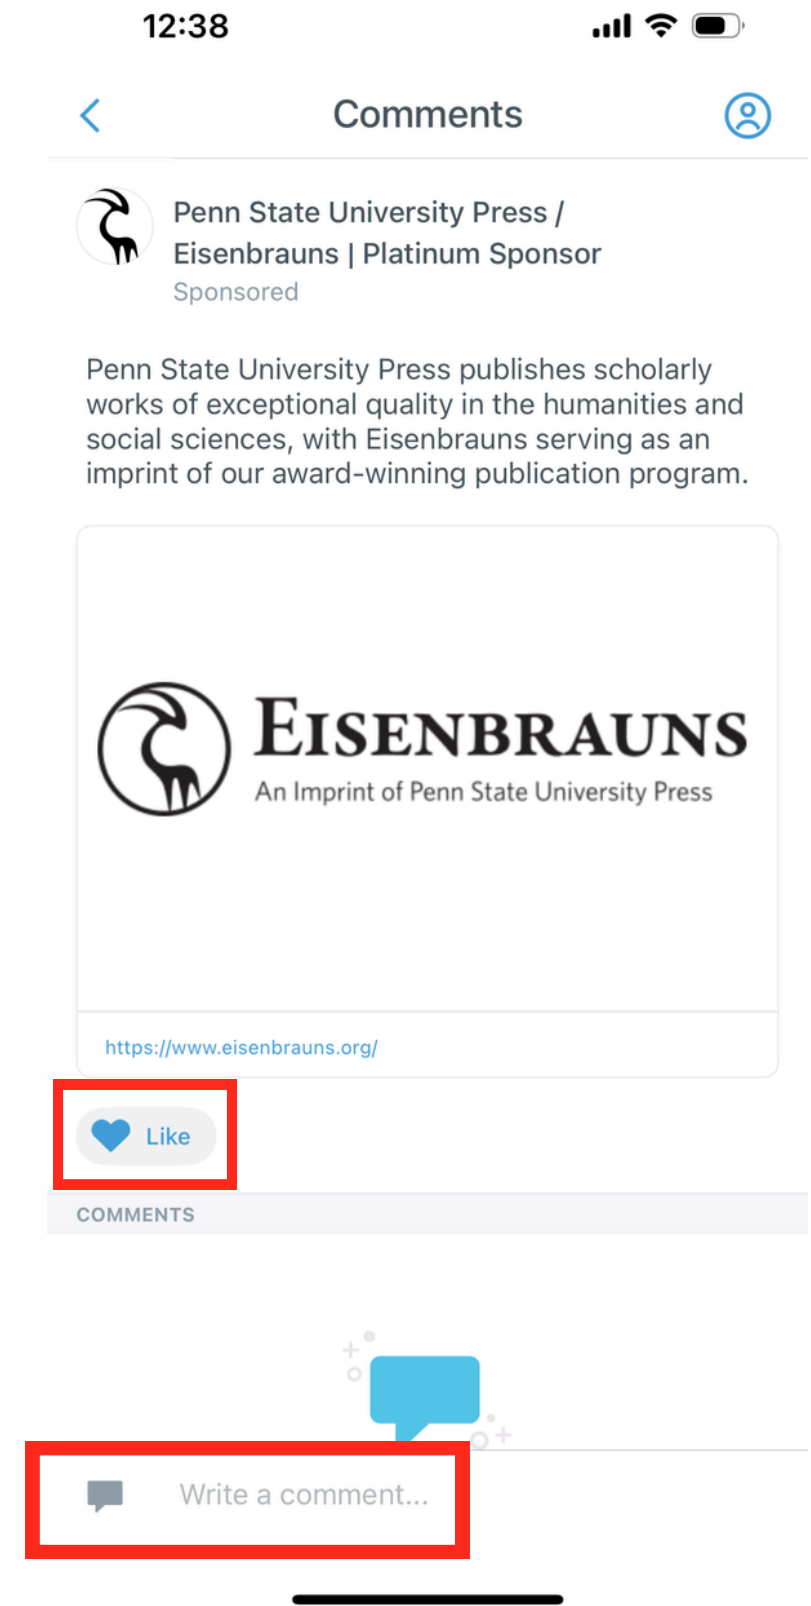 12:38
Comments
Penn State University Press /
Eisenbrauns | Platinum Sponsor
Sponsored
Penn State University Press publishes scholarly
works of exceptional quality in the humanities and
social sciences, with Eisenbrauns serving as an
imprint of our award-winning publication program.
EISENBRAUNS
An Imprint of Penn State University Press
https://www.eisenbrauns.org/
Like
COMMENTS
Write a comment...